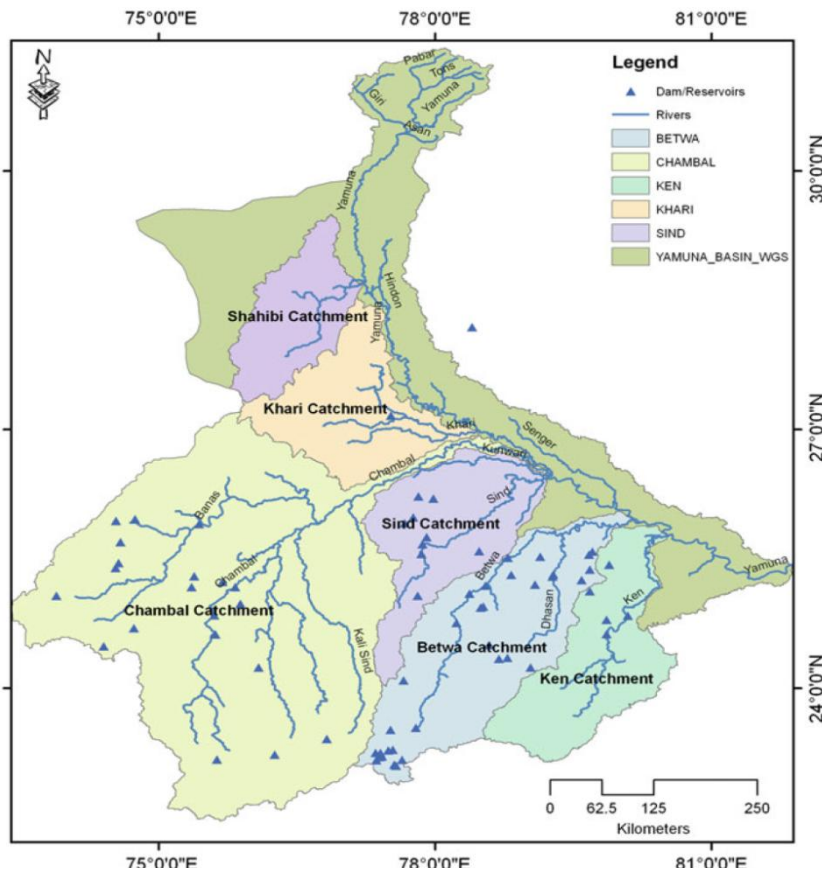 75°0'0"E 78°0'0"E 81°0'0"E
N
Legend
Dam/Reservoirs
Rivers
BETWA
CHAMBAL
KEN
KHARI
SIND
YAMUNA_BASIN_WGS
Pabar
Tons
Giri
Yamuna
Asan
30°0'0"N
Yamuna
Hindon
Shahibi Catchment
Yamuna
Khari Catchment
Khari
Senger
27°0'0"N
Kunwari
Chambal
Banas
Sind
Sind Catchment
Chambal
Betwa
Yamuna
Chambal Catchment
Dhasan
Ken
Kali Sind
Betwa Catchment
Ken Catchment
24°0'0"N
0 62.5 125 250
Kilometers
75°0'0"E 78°0'0"E 81°0'0"E